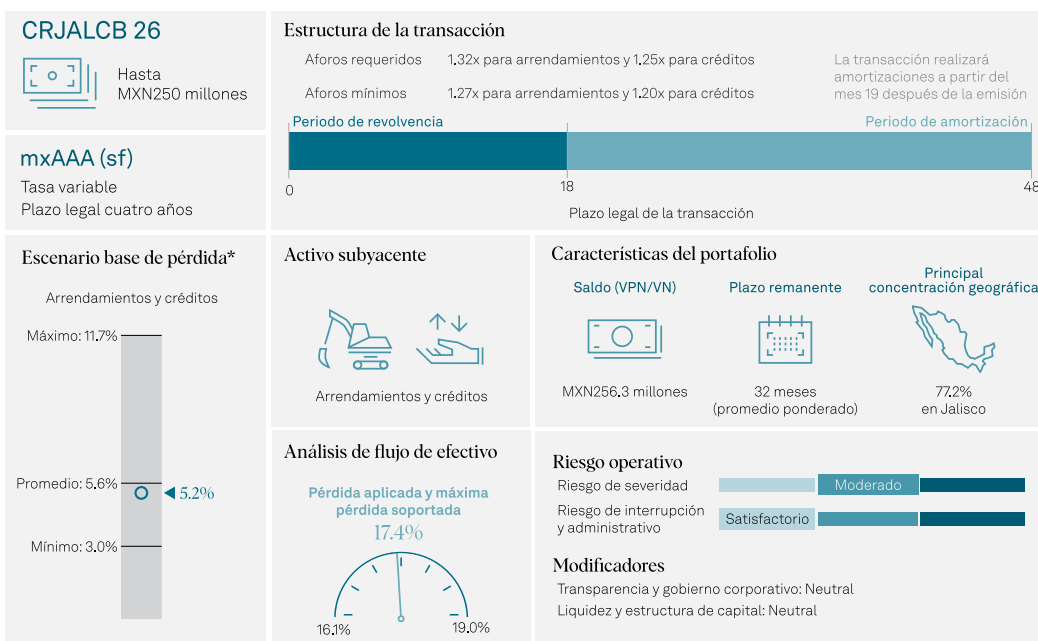 CRJALCB 26
Hasta
MXN250 millones
mxAAA (sf)
Tasa variable
Plazo legal cuatro años
Estructura de la transacción
Aforos requeridos 1.32x para arrendamientos y 1.25x para créditos
Aforos mínimos 1.27x para arrendamientos y 1.20x para créditos
La transacción realizará
amortizaciones a partir del
mes 19 después de la emisión
Periodo de revolvencia Periodo de amortización
0 18 48
Plazo legal de la transacción
Escenario base de pérdida*
Arrendamientos y créditos
Máximo: 11.7%
Promedio: 5.6%
5.2%
Mínimo: 3.0%
Activo subyacente
Arrendamientos y créditos
Características del portafolio
Saldo (VPN/VN)
MXN256.3 millones
Plazo remanente
32 meses
(promedio ponderado)
Principal
concentración geográfica
77.2%
en Jalisco
Análisis de flujo de efectivo
Pérdida aplicada y máxima
pérdida soportada
17.4%
16.1% 19.0%
Riesgo operativo
Riesgo de severidad Moderado
Riesgo de interrupción
y administrativo Satisfactorio
Modificadores
Transparencia y gobierno corporativo: Neutral
Liquidez y estructura de capital: Neutral